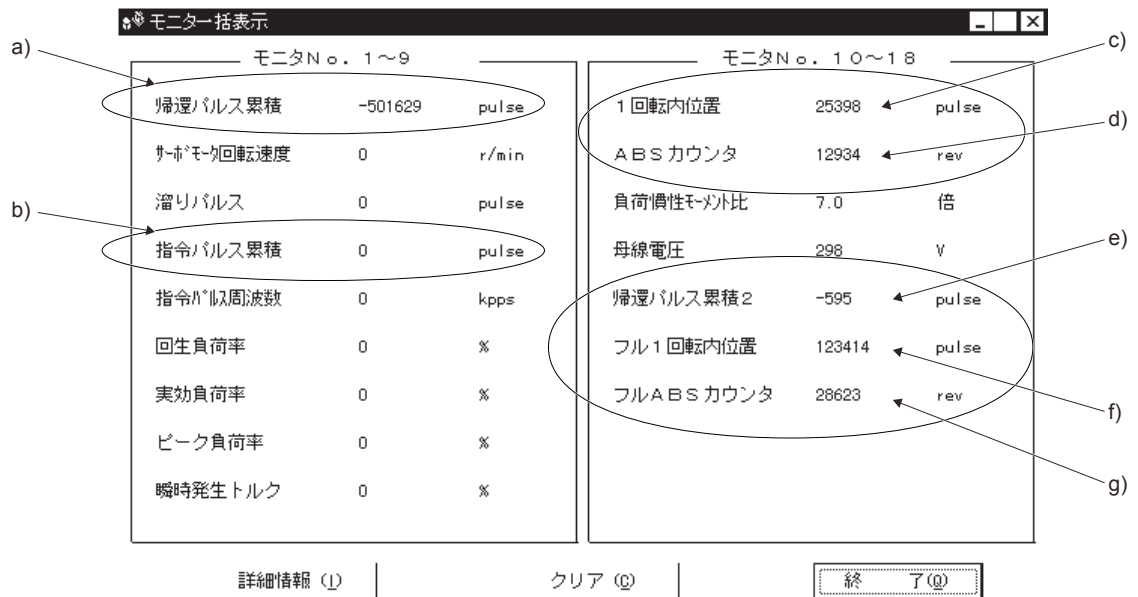 モニタ一括表示
a)
c)
モニタNo. 1~9
モニタNo. 10~18
帰還パルス累積 -501629 pulse
1回転内位置 25398 pulse
d)
サーボモータ回転速度 0 r/min
ABSカウンタ 12934 rev
b)
溜りパルス 0 pulse
負荷慣性モーメント比 7.0 倍
e)
指令パルス累積 0 pulse
母線電圧 298 V
指令パルス周波数 0 kpps
帰還パルス累積2 -595 pulse
回生負荷率 0 %
フル1回転内位置 123414 pulse
実効負荷率 0 %
フルABSカウンタ 28623 rev
f)
ピーク負荷率 0 %
瞬時発生トルク 0 %
g)
詳細情報 (I)
クリア (C)
終 了(Q)